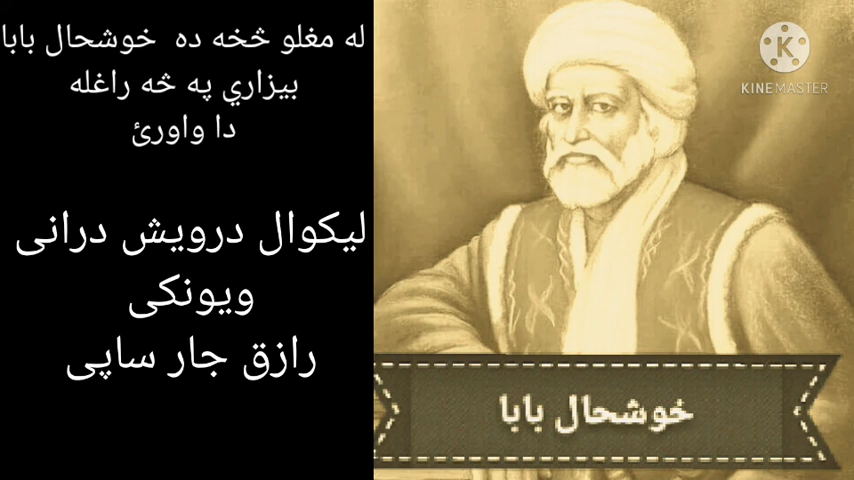 له مغلو څخه ده خوشحال بابا
بیزاري په څه راغله
دا واورئ
لیکوال درویش درانی
ویونکی
رازق جار ساپی
KINEMASTER
خوشحال بابا